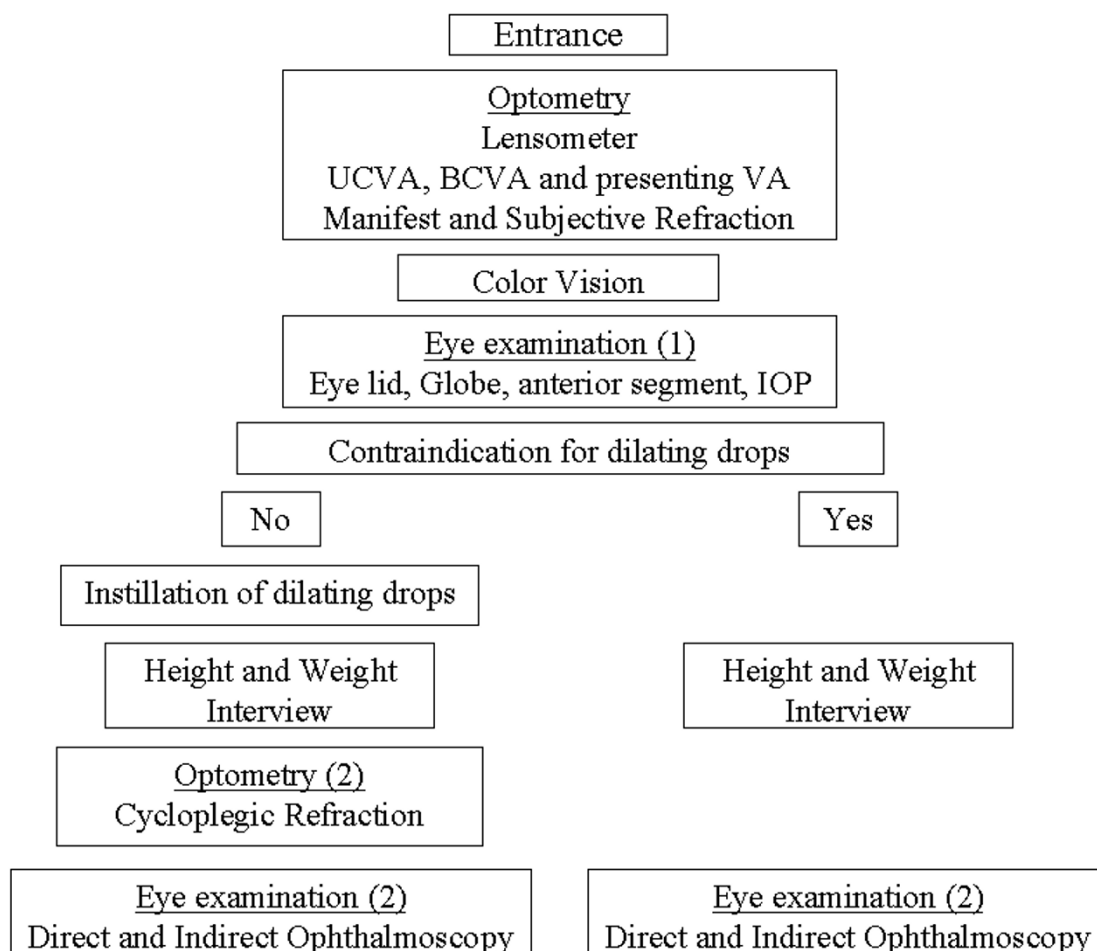 Entrance
Optometry
Lensometer
UCVA, BCVA and presenting VA
Manifest and Subjective Refraction
Color Vision
Eye examination (1)
Eye lid, Globe, anterior segment, IOP
Contraindication for dilating drops
No
Yes
Instillation of dilating drops
Height and Weight
Interview
Height and Weight
Interview
Optometry (2)
Cycloplegic Refraction
Eye examination (2)
Direct and Indirect Ophthalmoscopy
Eye examination (2)
Direct and Indirect Ophthalmoscopy